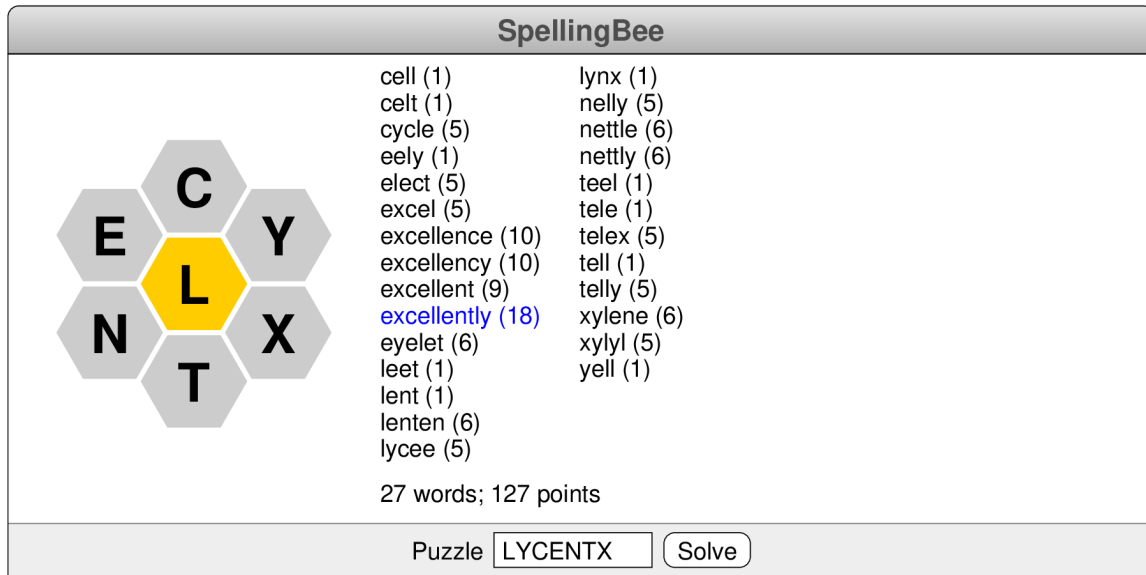 SpellingBee
C
E
Y
L
N
X
T
cell (1)
celt (1)
cycle (5)
eely (1)
elect (5)
excel (5)
excellence (10)
excellency (10)
excellent (9)
excellently (18)
eyelet (6)
leet (1)
lent (1)
lenten (6)
lycee (5)
lynx (1)
nelly (5)
nettle (6)
nettly (6)
teel (1)
tele (1)
telex (5)
tell (1)
telly (5)
xylene (6)
xylyl (5)
yell (1)
27 words; 127 points
Puzzle LYCENTX Solve